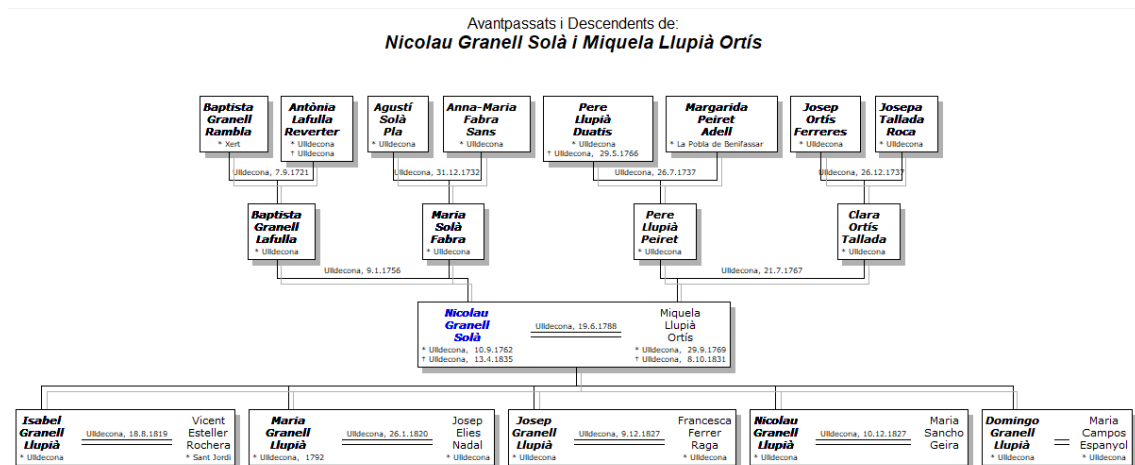 Avantpassats i Descendents de:
Nicolau Granell Solà i Miquela Llupià Ortís
Baptista
Granell
Rambla
* Xert
Antònia
Lafulla
Reverter
* Ulldecona
† Ulldecona
Agustí
Solà
Pla
* Ulldecona
Anna-Maria
Fabra
Sans
* Ulldecona
Pere
Llupià
Duatis
* Ulldecona
† Ulldecona, 29.5.1766
Margarida
Peiret
Adell
* La Pobla de Benifassar
Josep
Ortís
Ferreres
* Ulldecona
Josepa
Tallada
Roca
* Ulldecona
Ulldecona, 7.9.1721
Ulldecona, 31.12.1732
Ulldecona, 26.7.1737
Ulldecona, 26.12.1737
Baptista
Granell
Lafulla
* Ulldecona
Maria
Solà
Fabra
* Ulldecona
Pere
Llupià
Peiret
* Ulldecona
Clara
Ortís
Tallada
* Ulldecona
Ulldecona, 9.1.1756
Ulldecona, 21.7.1767
Nicolau
Granell
Solà
* Ulldecona, 10.9.1762
† Ulldecona, 13.4.1835
Ulldecona, 19.6.1788
Miquela
Llupià
Ortís
* Ulldecona, 29.9.1769
† Ulldecona, 8.10.1831
Isabel
Granell
Llupià
* Ulldecona
Ulldecona, 18.8.1819
Vicent
Esteller
Rochera
* Sant Jordi
Maria
Granell
Llupià
* Ulldecona, 1792
Ulldecona, 26.1.1820
Josep
Elies
Nadal
* Ulldecona
Josep
Granell
Llupià
* Ulldecona
Ulldecona, 9.12.1827
Francesca
Ferrer
Raga
* Ulldecona
Nicolau
Granell
Llupià
* Ulldecona
Ulldecona, 10.12.1827
Maria
Sancho
Geira
* Ulldecona
Domingo
Granell
Llupià
* Ulldecona
Maria
Campos
Espanyol
* Ulldecona